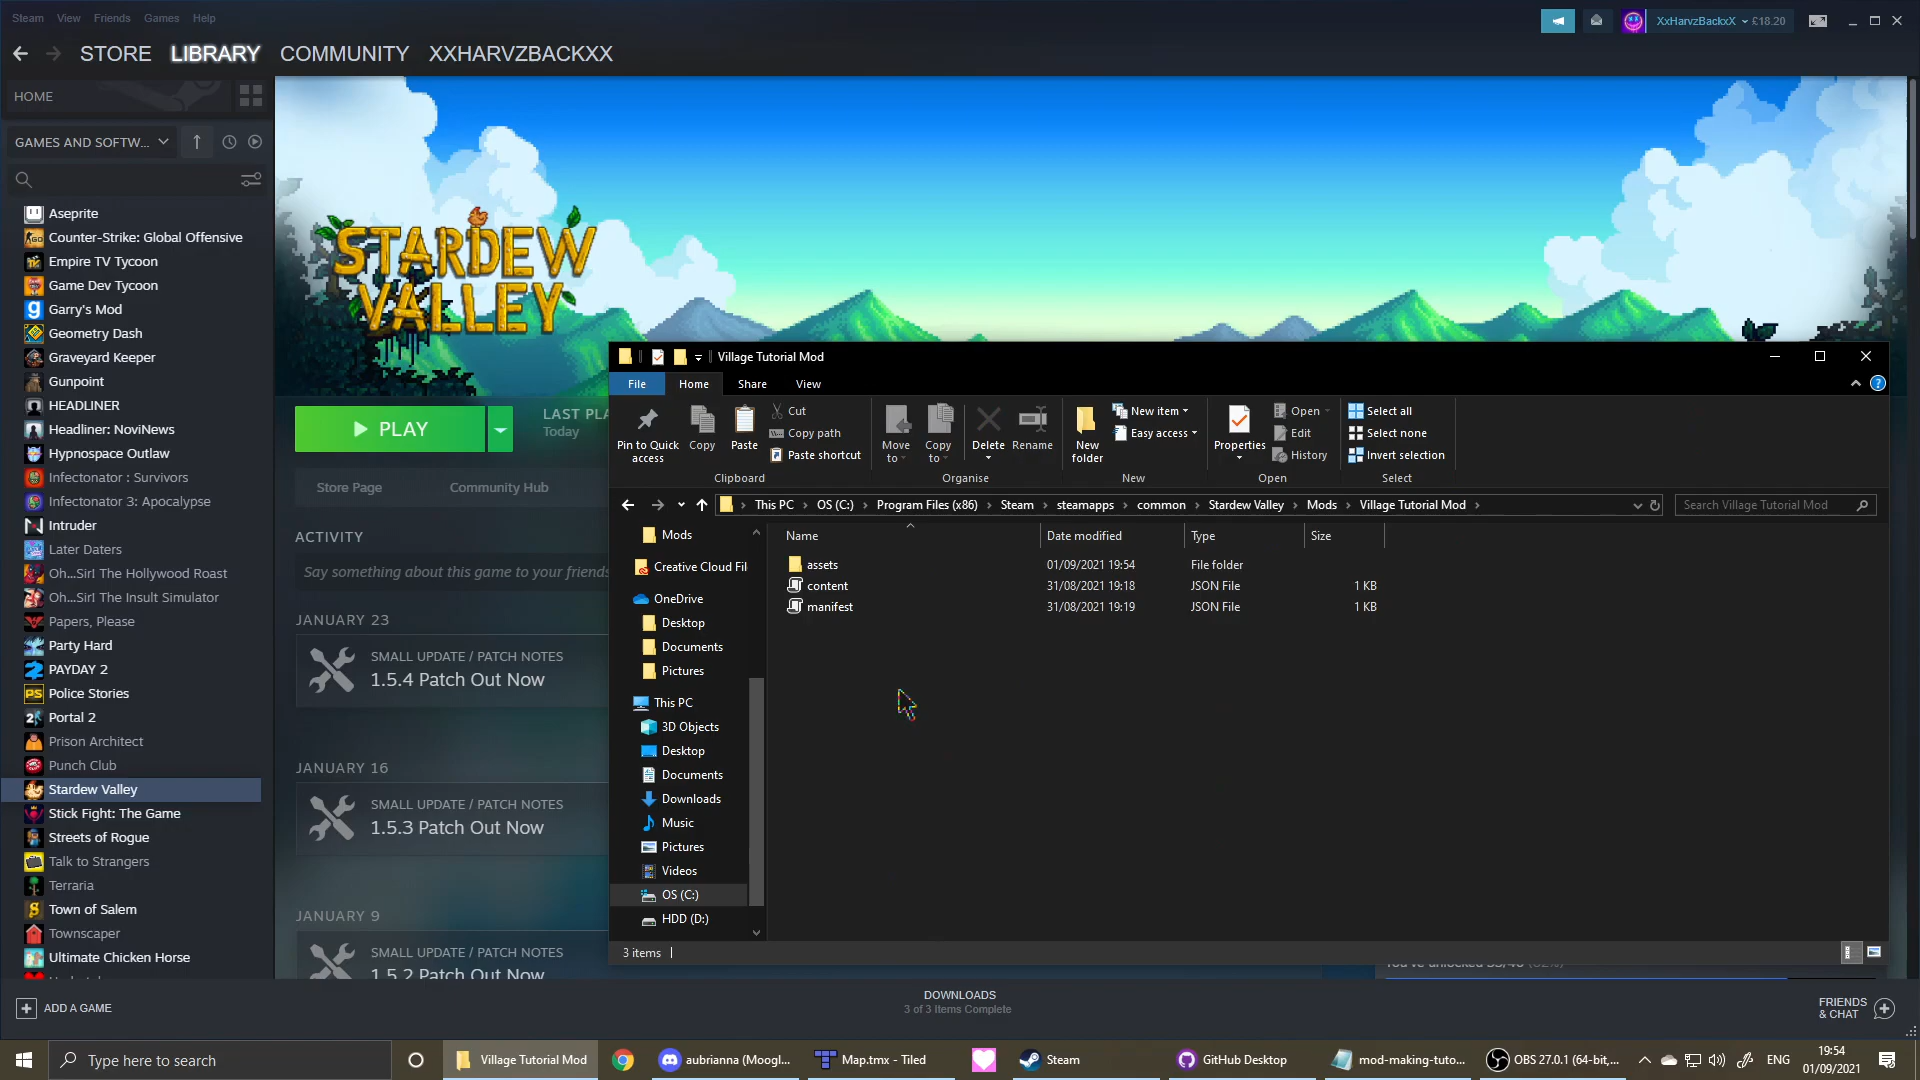 Steam View Friends Games Help
XxHarvzBackxX £18.20
STORE LIBRARY COMMUNITY XXHARVZBACKXX
HOME
GAMES AND SOFTW...
Aseprite
Counter-Strike: Global Offensive
Empire TV Tycoon
Game Dev Tycoon
Garry's Mod
Geometry Dash
Graveyard Keeper
Gunpoint
HEADLINER
Headliner: NoviNews
Hypnospace Outlaw
Infectonator : Survivors
Infectonator 3: Apocalypse
Intruder
Later Daters
Oh...Sir! The Hollywood Roast
Oh...Sir! The Insult Simulator
Papers, Please
Party Hard
PAYDAY 2
Police Stories
Portal 2
Prison Architect
Punch Club
Stardew Valley
Stick Fight: The Game
Streets of Rogue
Talk to Strangers
Terraria
Town of Salem
Townscaper
Ultimate Chicken Horse
ADD A GAME
STARDEW
VALLEY
PLAY
LAST PLA
Today
Store Page Community Hub
ACTIVITY
Say something about this game to your friends
JANUARY 23
SMALL UPDATE / PATCH NOTES
1.5.4 Patch Out Now
JANUARY 16
SMALL UPDATE / PATCH NOTES
1.5.3 Patch Out Now
JANUARY 9
SMALL UPDATE / PATCH NOTES
1.5.2 Patch Out Now
Village Tutorial Mod
File Home Share View
Pin to Quick access
Copy
Paste
Cut
Copy path
Paste shortcut
Clipboard
Move to
Copy to
Delete
Rename
Organise
New folder
New item
Easy access
New
Properties
Open
Edit
History
Open
Select all
Select none
Invert selection
Selection
This PC > OS (C:) > Program Files (x86) > Steam > steamapps > common > Stardew Valley > Mods > Village Tutorial Mod >
Search Village Tutorial Mod
Mods
Creative Cloud Fil
OneDrive
Desktop
Documents
Pictures
This PC
3D Objects
Desktop
Documents
Downloads
Music
Pictures
Videos
OS (C:)
HDD (D:)
Name Date modified Type Size
assets 01/09/2021 19:54 File folder
content 31/08/2021 19:18 JSON File 1 KB
manifest 31/08/2021 19:19 JSON File 1 KB
3 items
DOWNLOADS
3 of 3 Items Complete
FRIENDS
& CHAT
Type here to search
Village Tutorial Mod
aubrianna (Moogl...
Map.tmx - Tiled
Steam
GitHub Desktop
mod-making-tuto...
OBS 27.0.1 (64-bit,...
ENG
19:54
01/09/2021